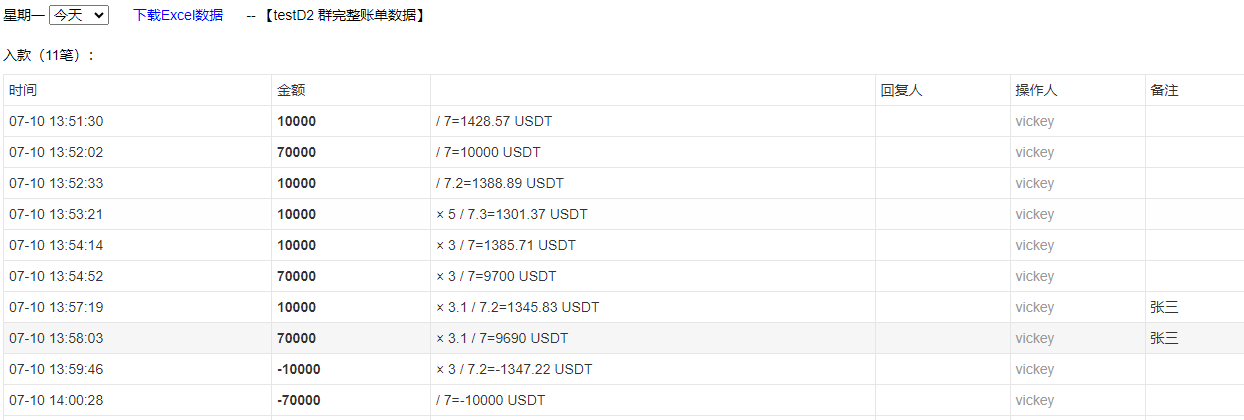 星期一 今天 下载Excel数据 -- 【testD2 群完整账单数据】
入款（11笔）：
时间 金额 回复人 操作人 备注
07-10 13:51:30 10000 / 7=1428.57 USDT vickey
07-10 13:52:02 70000 / 7=10000 USDT vickey
07-10 13:52:33 10000 / 7.2=1388.89 USDT vickey
07-10 13:53:21 10000 × 5 / 7.3=1301.37 USDT vickey
07-10 13:54:14 10000 × 3 / 7=1385.71 USDT vickey
07-10 13:54:52 70000 × 3 / 7=9700 USDT vickey
07-10 13:57:19 10000 × 3.1 / 7.2=1345.83 USDT vickey 张三
07-10 13:58:03 70000 × 3.1 / 7=9690 USDT vickey 张三
07-10 13:59:46 -10000 × 3 / 7.2=-1347.22 USDT vickey
07-10 14:00:28 -70000 / 7=-10000 USDT vickey